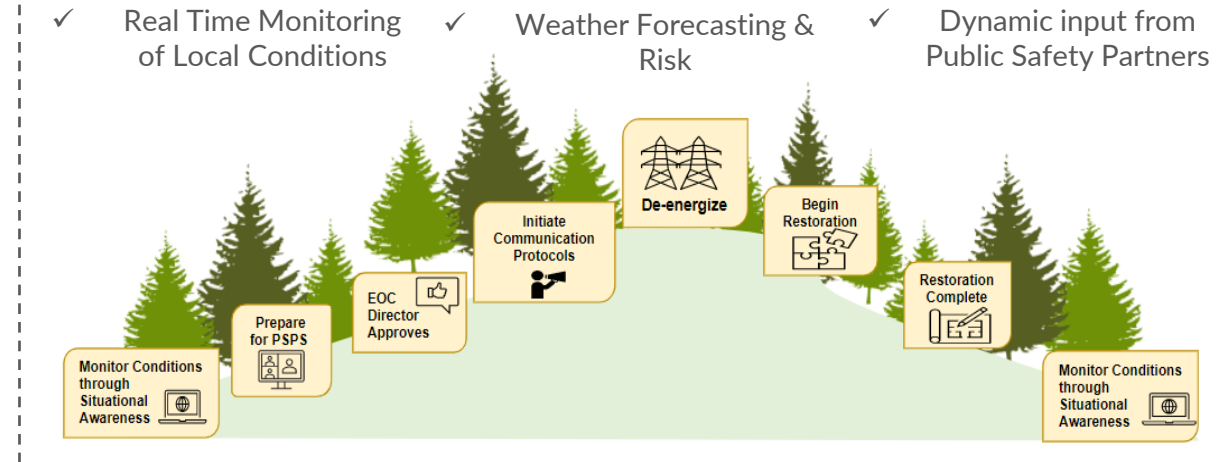 ✓ Real Time Monitoring
of Local Conditions
✓ Weather Forecasting &
Risk
✓ Dynamic input from
Public Safety Partners
Monitor Conditions
through
Situational
Awareness
Prepare
for PSPS
EOC
Director
Approves
Initiate
Communication
Protocols
De-energize
Begin
Restoration
Restoration
Complete
Monitor Conditions
through
Situational
Awareness